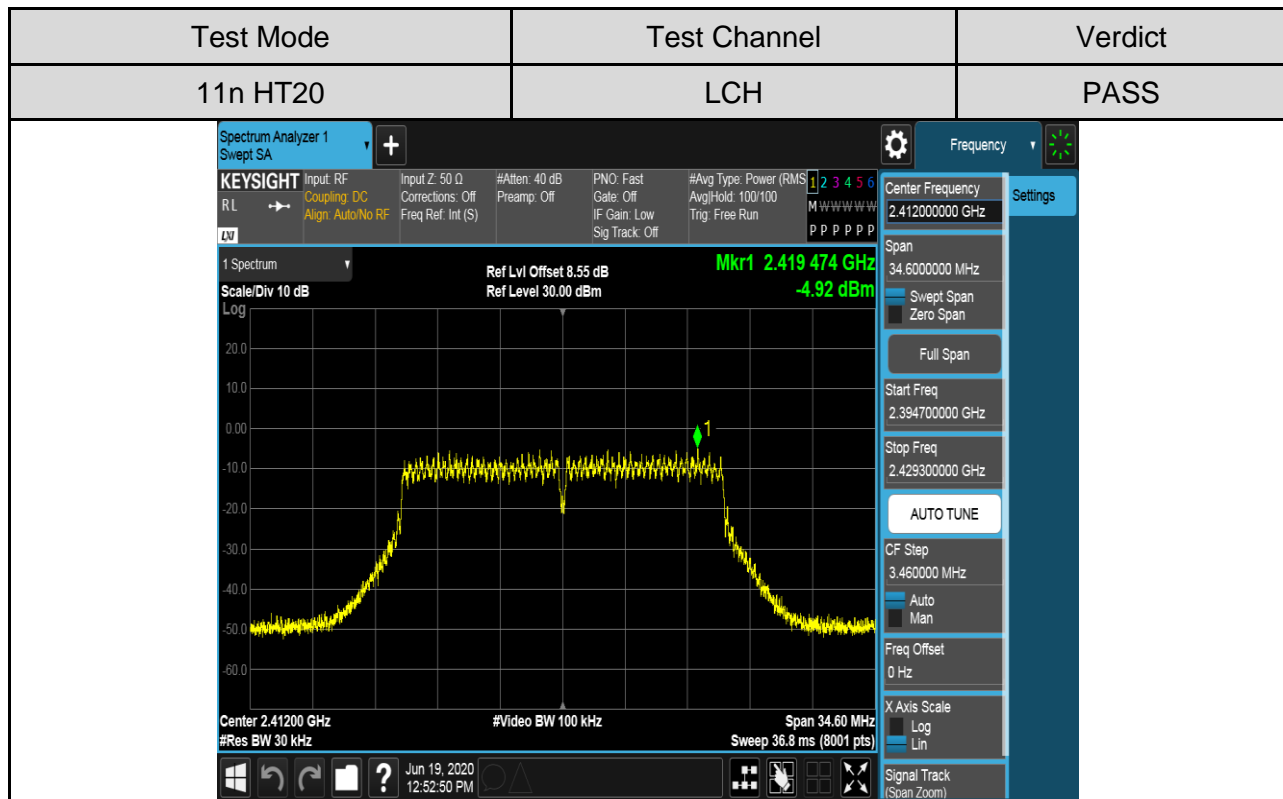 Test Mode Test Channel Verdict
11n HT20 LCH PASS
Spectrum Analyzer 1
Swept SA
+
Frequency
KEYSIGHT
RL
LXI
Input: RF
Coupling: DC
Align: Auto/No RF
Input Z: 50 Ω
Corrections: Off
Freq Ref: Int (S)
#Atten: 40 dB
Preamp: Off
PNO: Fast
Gate: Off
IF Gain: Low
Sig Track: Off
#Avg Type: Power (RMS
Avg|Hold: 100/100
Trig: Free Run
1 2 3 4 5 6
M W W W W W
P P P P P P
1 Spectrum
Scale/Div 10 dB
Ref Lvl Offset 8.55 dB
Ref Level 30.00 dBm
Mkr1 2.419 474 GHz
-4.92 dBm
Log
20.0
10.0
0.00
-10.0
-20.0
-30.0
-40.0
-50.0
-60.0
1
Center 2.41200 GHz
#Video BW 100 kHz
Span 34.60 MHz
#Res BW 30 kHz
Sweep 36.8 ms (8001 pts)
?
Jun 19, 2020
12:52:50 PM
Center Frequency
2.412000000 GHz
Settings
Span
34.6000000 MHz
Swept Span
Zero Span
Full Span
Start Freq
2.394700000 GHz
Stop Freq
2.429300000 GHz
AUTO TUNE
CF Step
3.460000 MHz
Auto
Man
Freq Offset
0 Hz
X Axis Scale
Log
Lin
Signal Track
(Span Zoom)